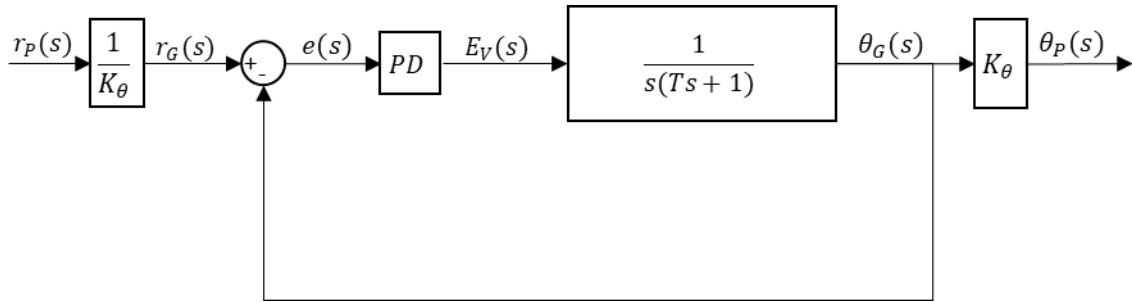 r_P(s)
1
K_θ
r_G(s)
+
-
e(s)
PD
E_V(s)
1
s(Ts + 1)
θ_G(s)
K_θ
θ_P(s)